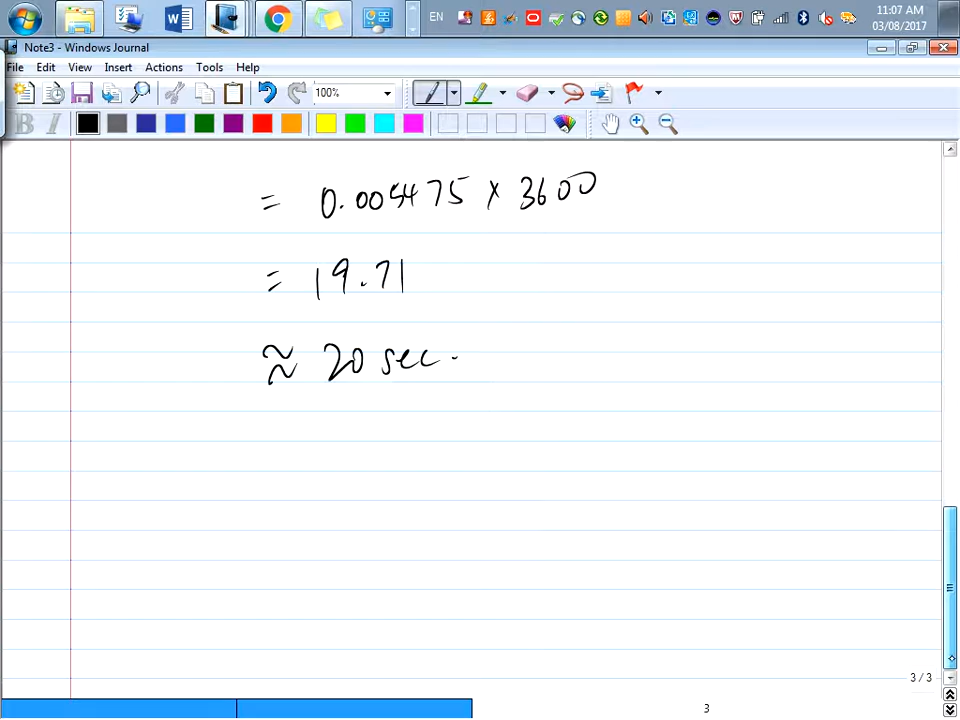 EN
11:07 AM
03/08/2017
Note3 - Windows Journal
File Edit View Insert Actions Tools Help
100%
B I
= 0.005475 × 3600
= 19.71
≈ 20 sec.
3 / 3
3